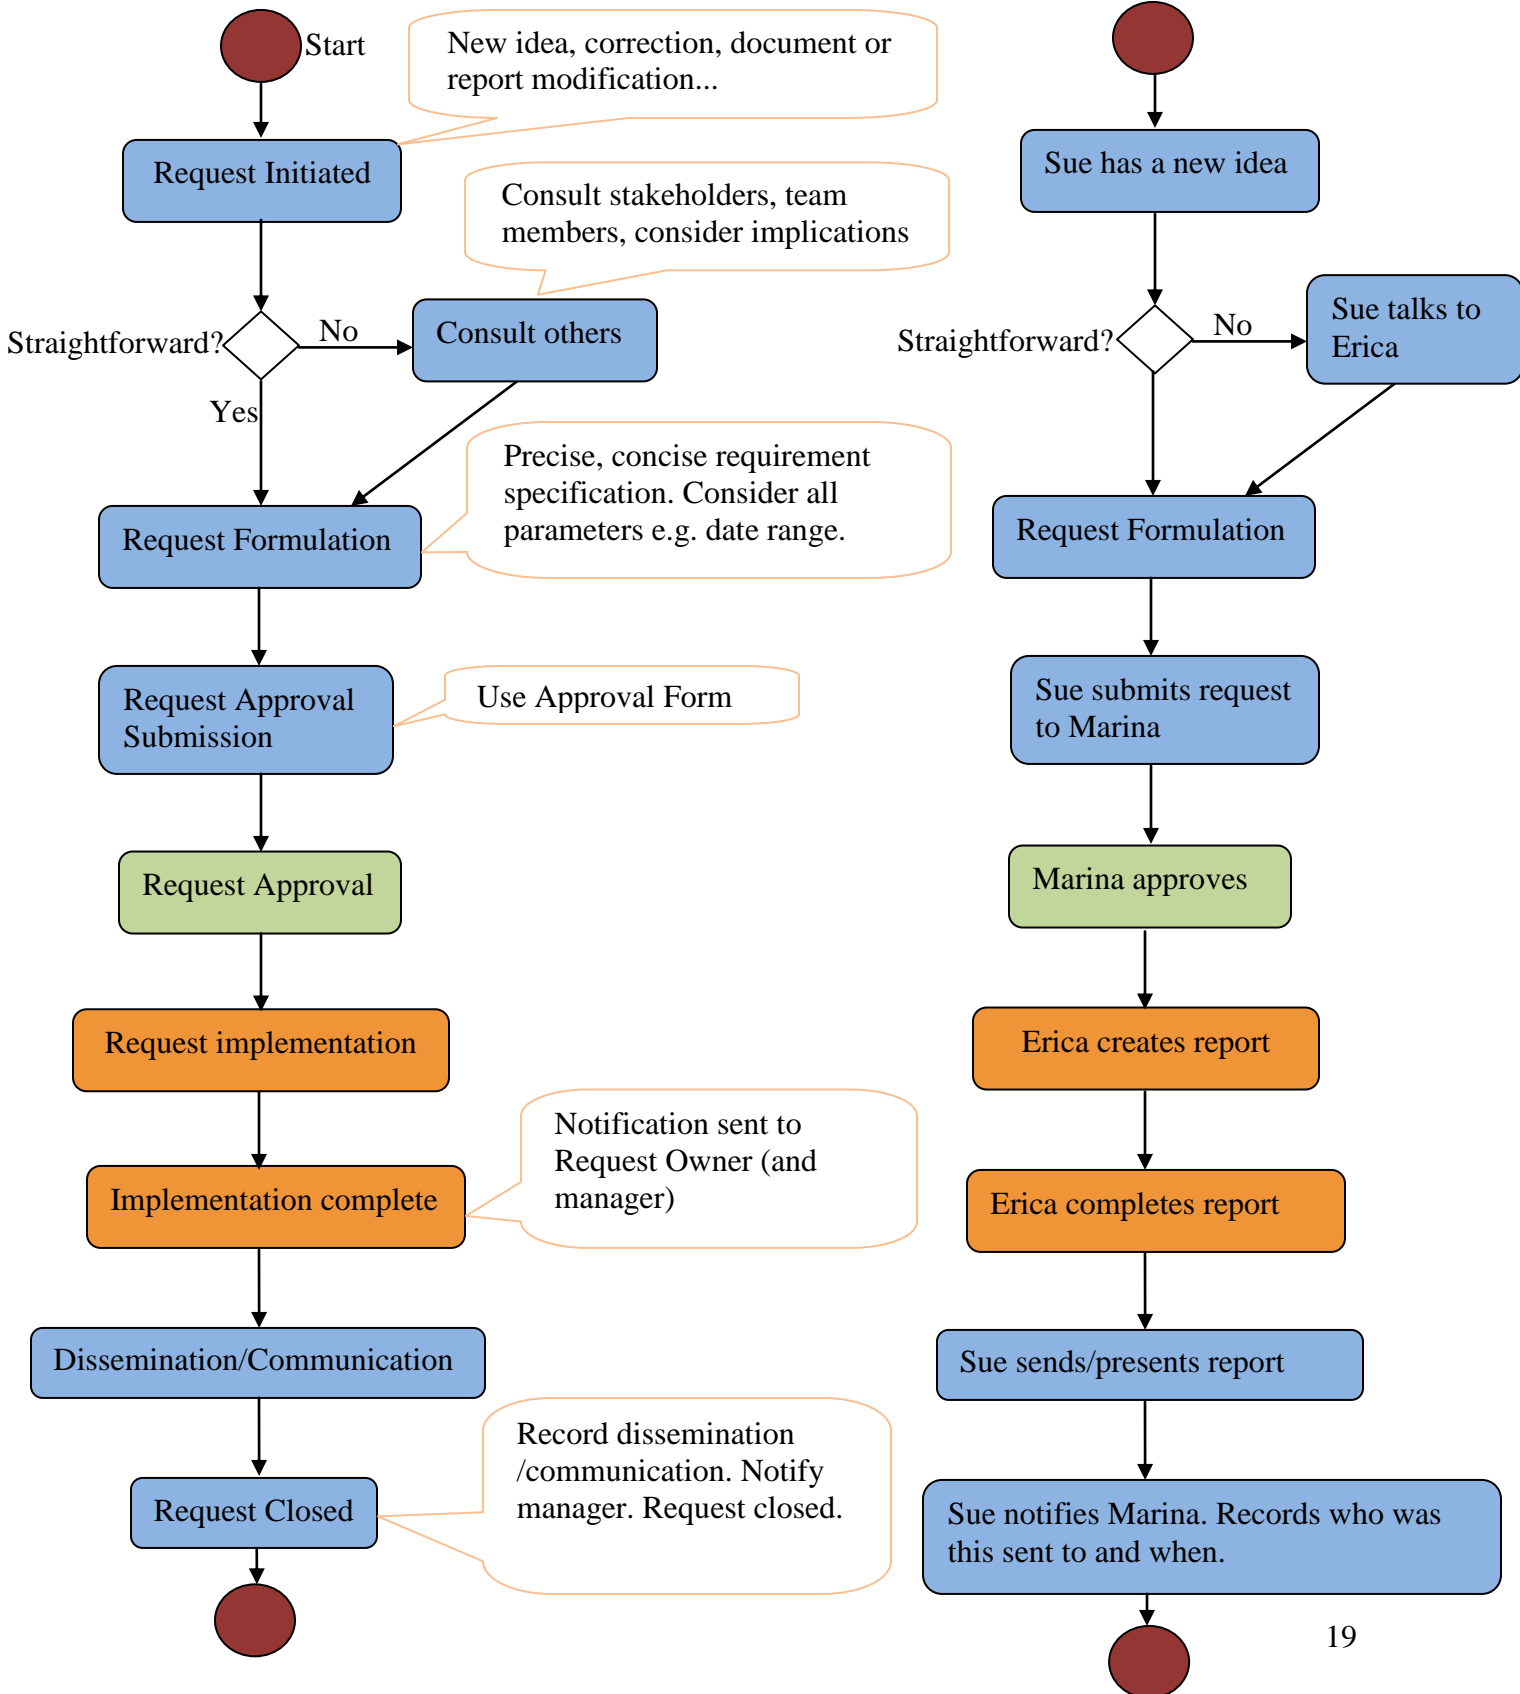 Start
New idea, correction, document or
report modification...
Request Initiated
Consult stakeholders, team
members, consider implications
Straightforward?
No
Consult others
Yes
Precise, concise requirement
specification. Consider all
parameters e.g. date range.
Request Formulation
Request Approval
Submission
Use Approval Form
Request Approval
Request implementation
Notification sent to
Request Owner (and
manager)
Implementation complete
Dissemination/Communication
Record dissemination
/communication. Notify
manager. Request closed.
Request Closed
Sue has a new idea
Straightforward?
No
Sue talks to
Erica
Request Formulation
Sue submits request
to Marina
Marina approves
Erica creates report
Erica completes report
Sue sends/presents report
Sue notifies Marina. Records who was
this sent to and when.
19